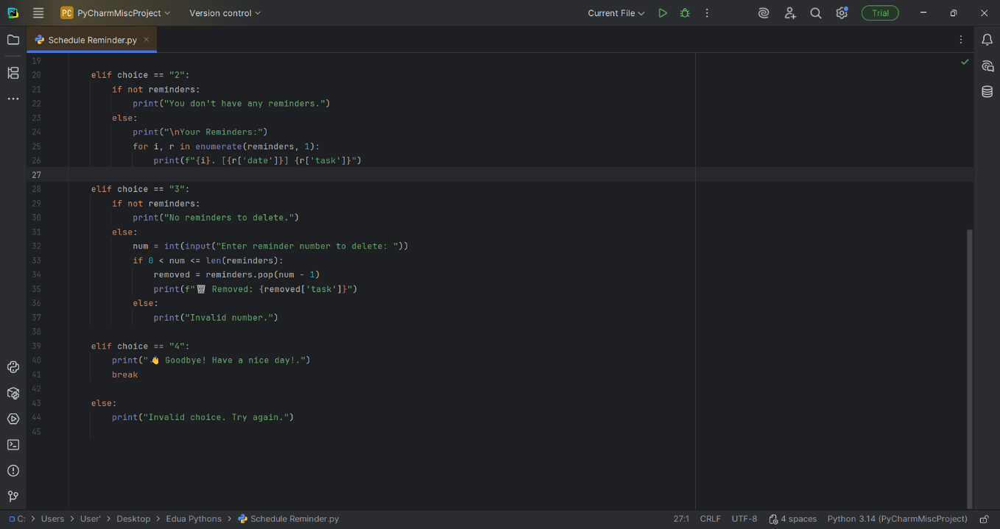 PC PyCharmMiscProject Version control Current File Trial
Schedule Reminder.py
19
20 elif choice == "2":
21 if not reminders:
22 print("You don't have any reminders.")
23 else:
24 print("\nYour Reminders:")
25 for i, r in enumerate(reminders, 1):
26 print(f"{i}. [{r['date']}] {r['task']}")
27
28 elif choice == "3":
29 if not reminders:
30 print("No reminders to delete.")
31 else:
32 num = int(input("Enter reminder number to delete: "))
33 if 0 < num <= len(reminders):
34 removed = reminders.pop(num - 1)
35 print(f"🗑 Removed: {removed['task']}")
36 else:
37 print("Invalid number.")
38
39 elif choice == "4":
40 print("👋 Goodbye! Have a nice day!.")
41 break
42
43 else:
44 print("Invalid choice. Try again.")
45
C: > Users > User' > Desktop > Edua Pythons > Schedule Reminder.py 27:1 CRLF UTF-8 4 spaces Python 3.14 (PyCharmMiscProject)